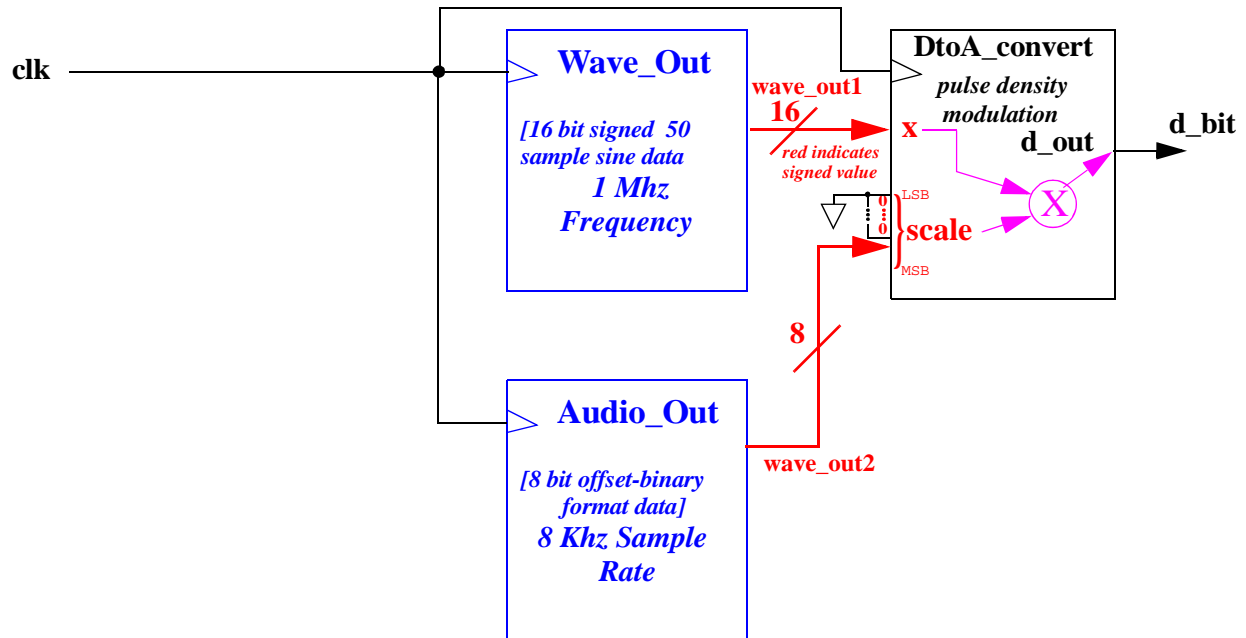 clk
Wave_Out
[16 bit signed 50
sample sine data
1 Mhz
Frequency
wave_out1
16
red indicates
signed value
DtoA_convert
pulse density
modulation
x
d_out
X
LSB
0
0
scale
MSB
d_bit
8
wave_out2
Audio_Out
[8 bit offset-binary
format data]
8 Khz Sample
Rate